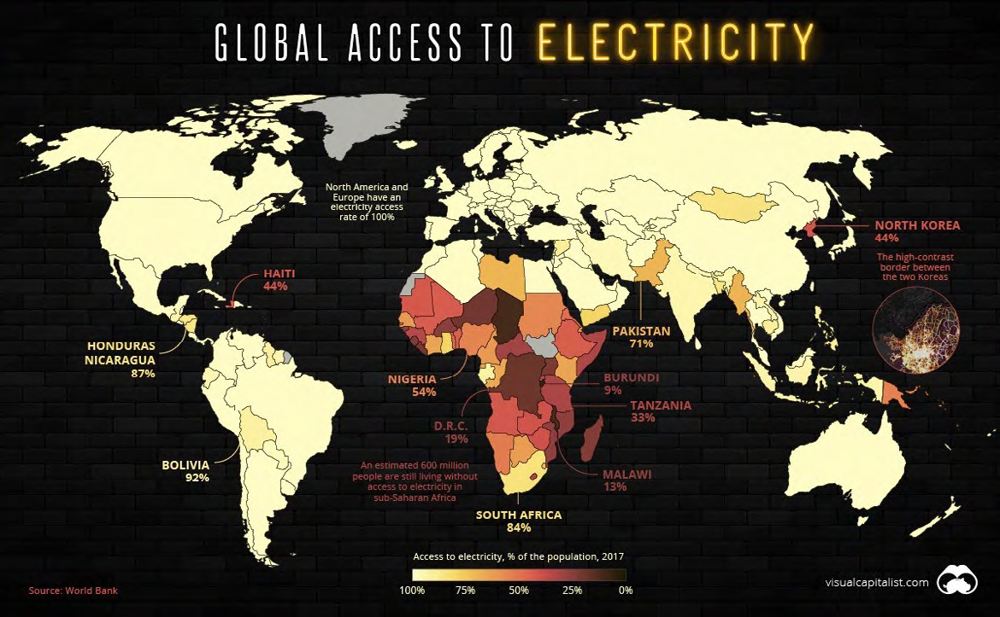 GLOBAL ACCESS TO ELECTRICITY
North America and
Europe have an
electricity access
rate of 100%
NORTH KOREA
44%
The high-contrast
border between
the two Koreas
HAITI
44%
HONDURAS
NICARAGUA
87%
PAKISTAN
71%
NIGERIA
54%
BURUNDI
9%
TANZANIA
33%
D.R.C.
19%
BOLIVIA
92%
An estimated 600 million
people are still living without
access to electricity in
sub-Saharan Africa
MALAWI
13%
SOUTH AFRICA
84%
Access to electricity, % of the population, 2017
100% 75% 50% 25% 0%
Source: World Bank
visualcapitalist.com